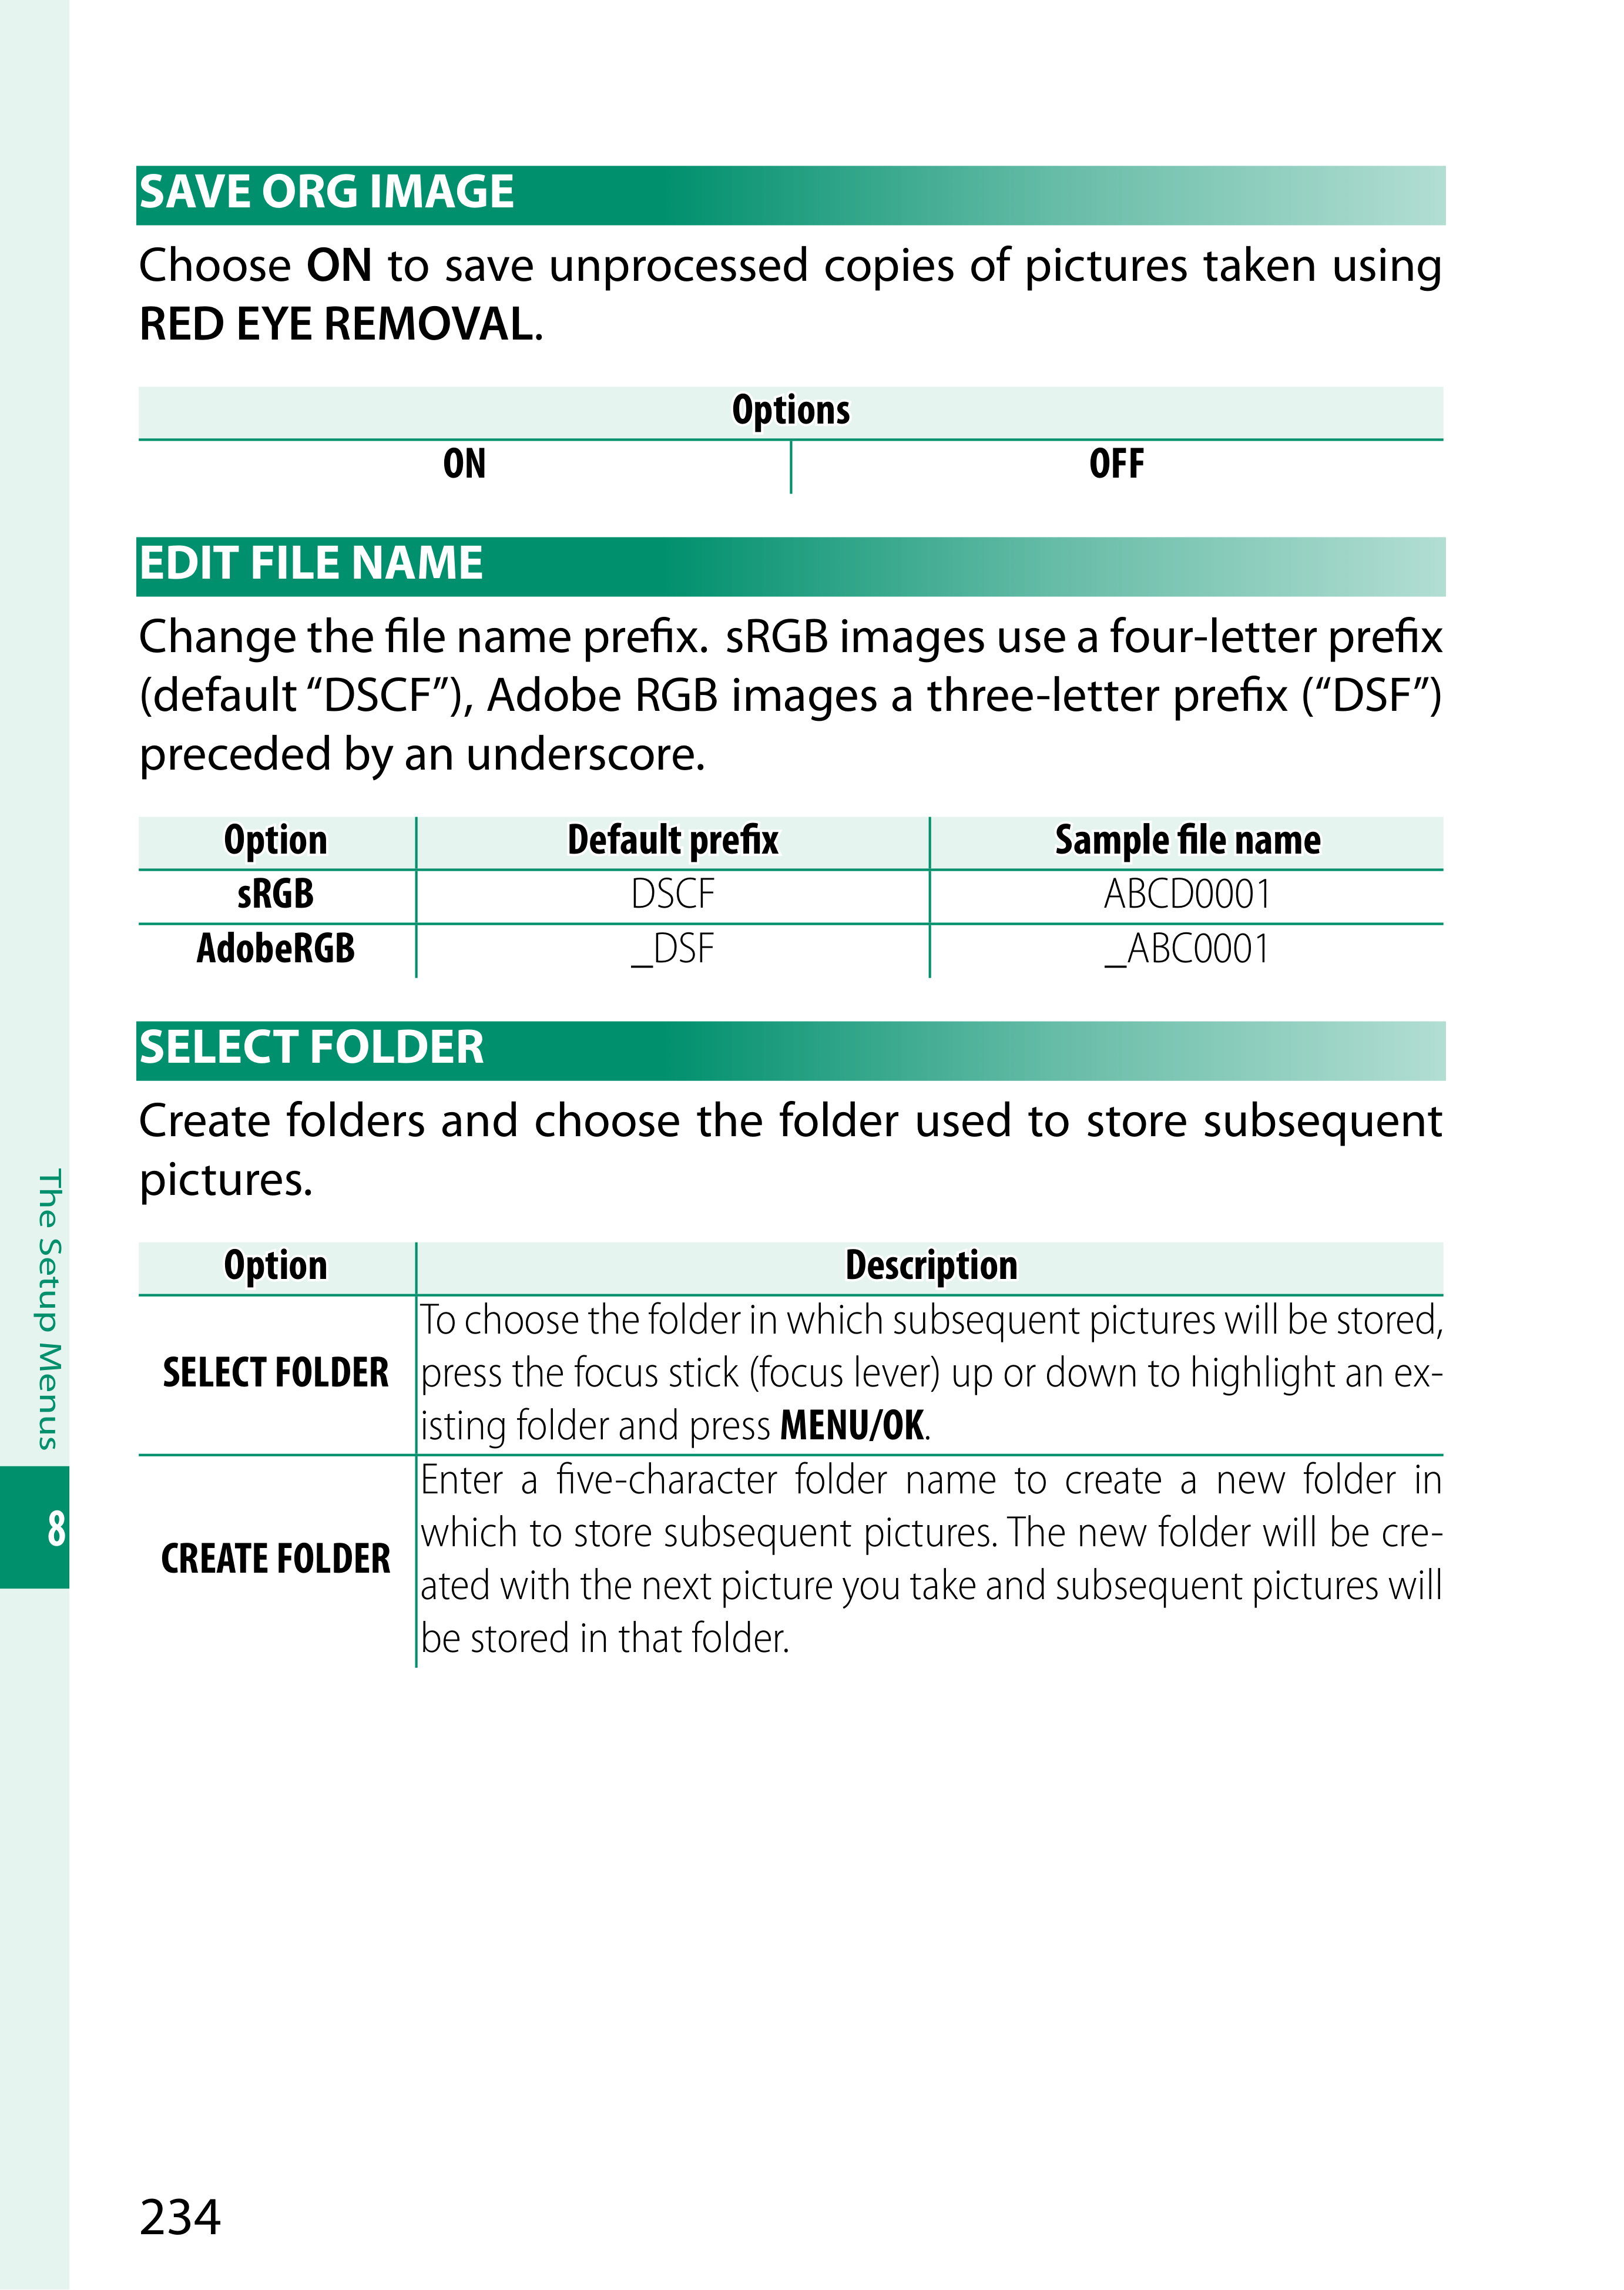 SAVE ORG IMAGE
Choose ON to save unprocessed copies of pictures taken using
RED EYE REMOVAL.
Options
ON OFF
EDIT FILE NAME
Change the file name prefix. sRGB images use a four-letter prefix
(default “DSCF”), Adobe RGB images a three-letter prefix (“DSF”)
preceded by an underscore.
Option Default prefix Sample file name
sRGB DSCF ABCD0001
AdobeRGB _DSF _ABC0001
SELECT FOLDER
Create folders and choose the folder used to store subsequent
pictures.
Option Description
SELECT FOLDER
To choose the folder in which subsequent pictures will be stored,
press the focus stick (focus lever) up or down to highlight an ex-
isting folder and press MENU/OK.
CREATE FOLDER
Enter a five-character folder name to create a new folder in
which to store subsequent pictures. The new folder will be cre-
ated with the next picture you take and subsequent pictures will
be stored in that folder.
The Setup Menus
8
234